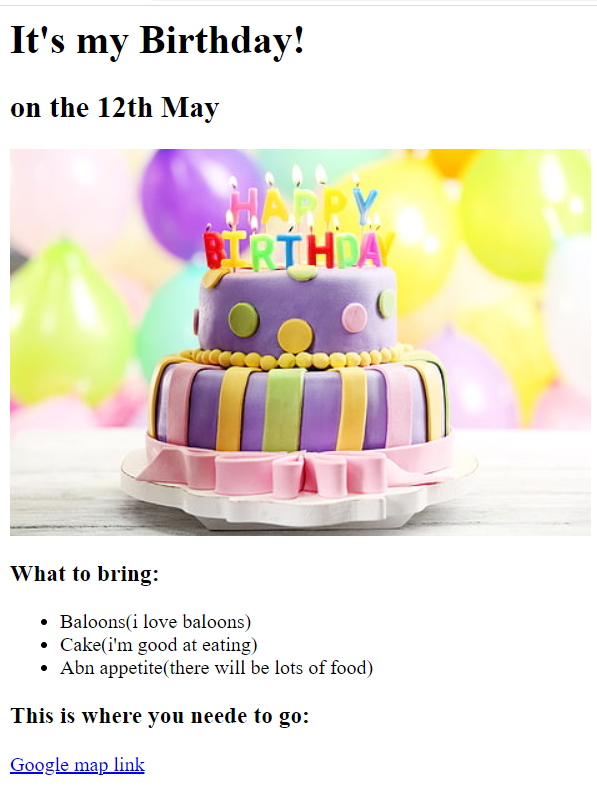 It's my Birthday!
on the 12th May
HAPPY
BIRTHDAY
What to bring:
Baloons(i love baloons)
Cake(i'm good at eating)
Abn appetite(there will be lots of food)
This is where you neede to go:
Google map link